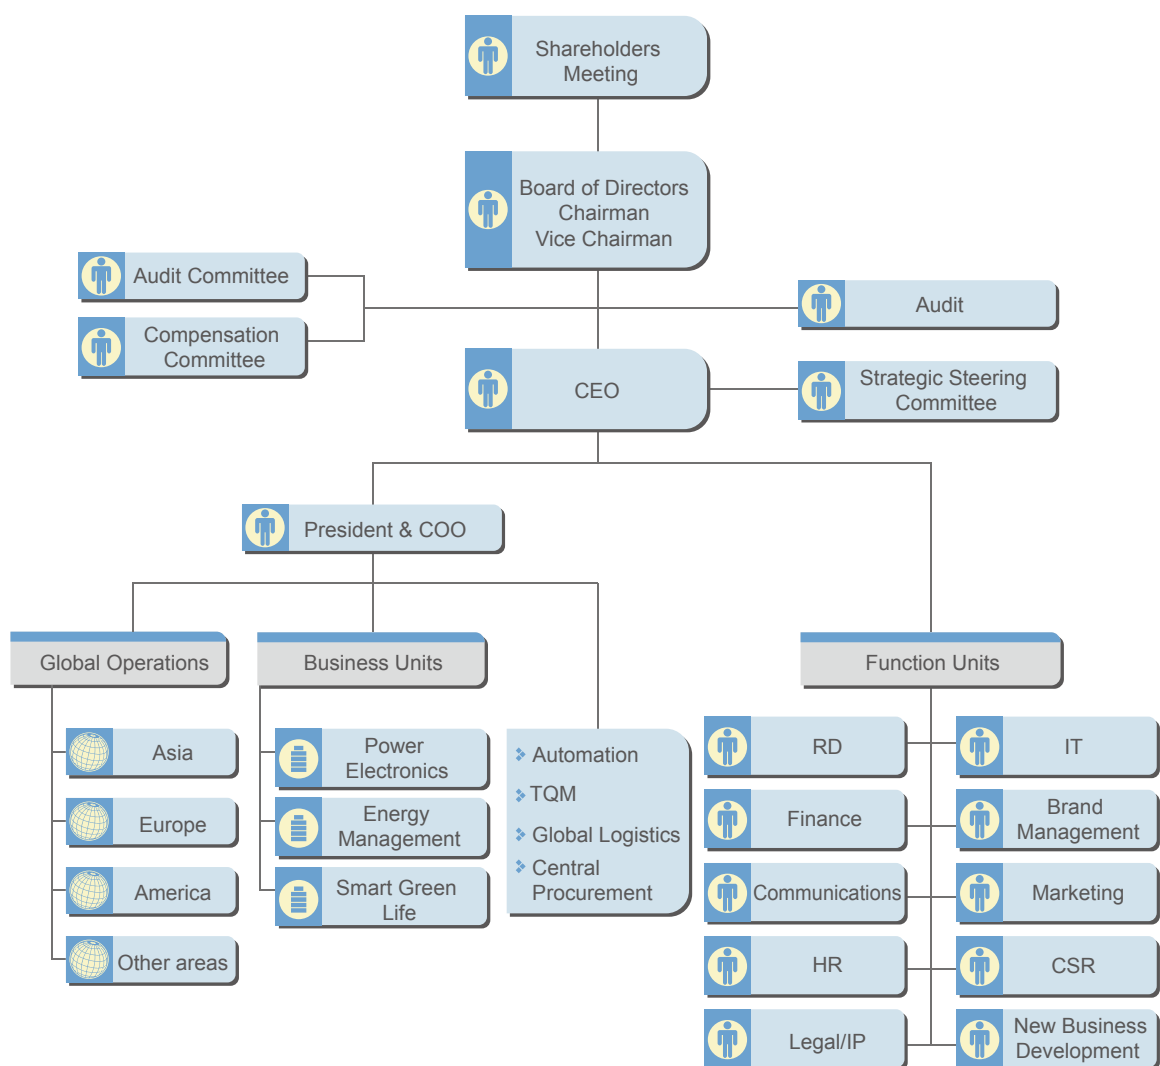 Shareholders
Meeting
Board of Directors
Chairman
Vice Chairman
Audit Committee
Audit
Compensation
Committee
CEO
Strategic Steering
Committee
President & COO
Global Operations
Business Units
Function Units
Asia
Europe
America
Other areas
Power
Electronics
Energy
Management
Smart Green
Life
Automation
TQM
Global Logistics
Central
Procurement
RD
IT
Finance
Brand
Management
Communications
Marketing
HR
CSR
Legal/IP
New Business
Development